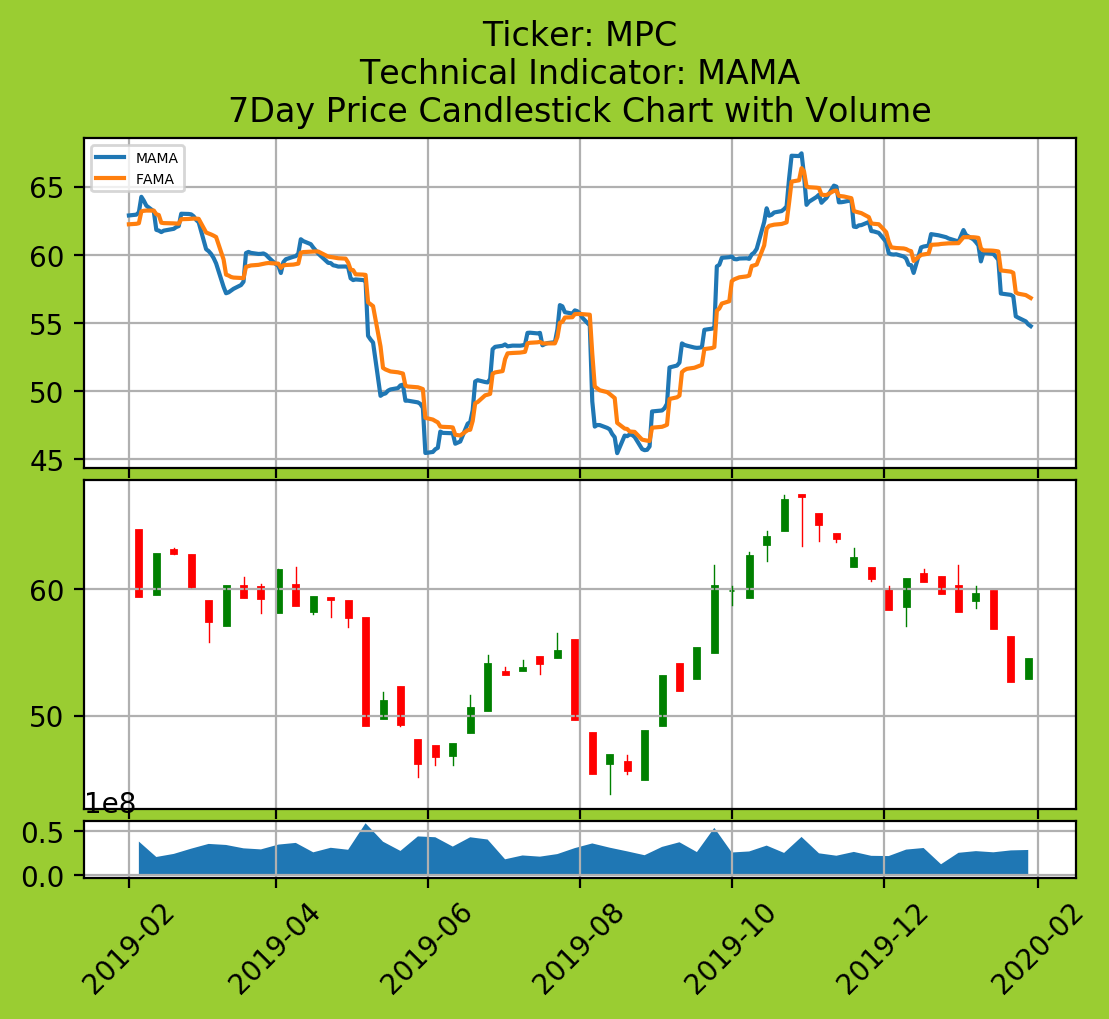 Ticker: MPC
Technical Indicator: MAMA
7Day Price Candlestick Chart with Volume
MAMA
FAMA
65
60
55
50
45
60
50
1e8
0.5
0.0
2019-02
2019-04
2019-06
2019-08
2019-10
2019-12
2020-02